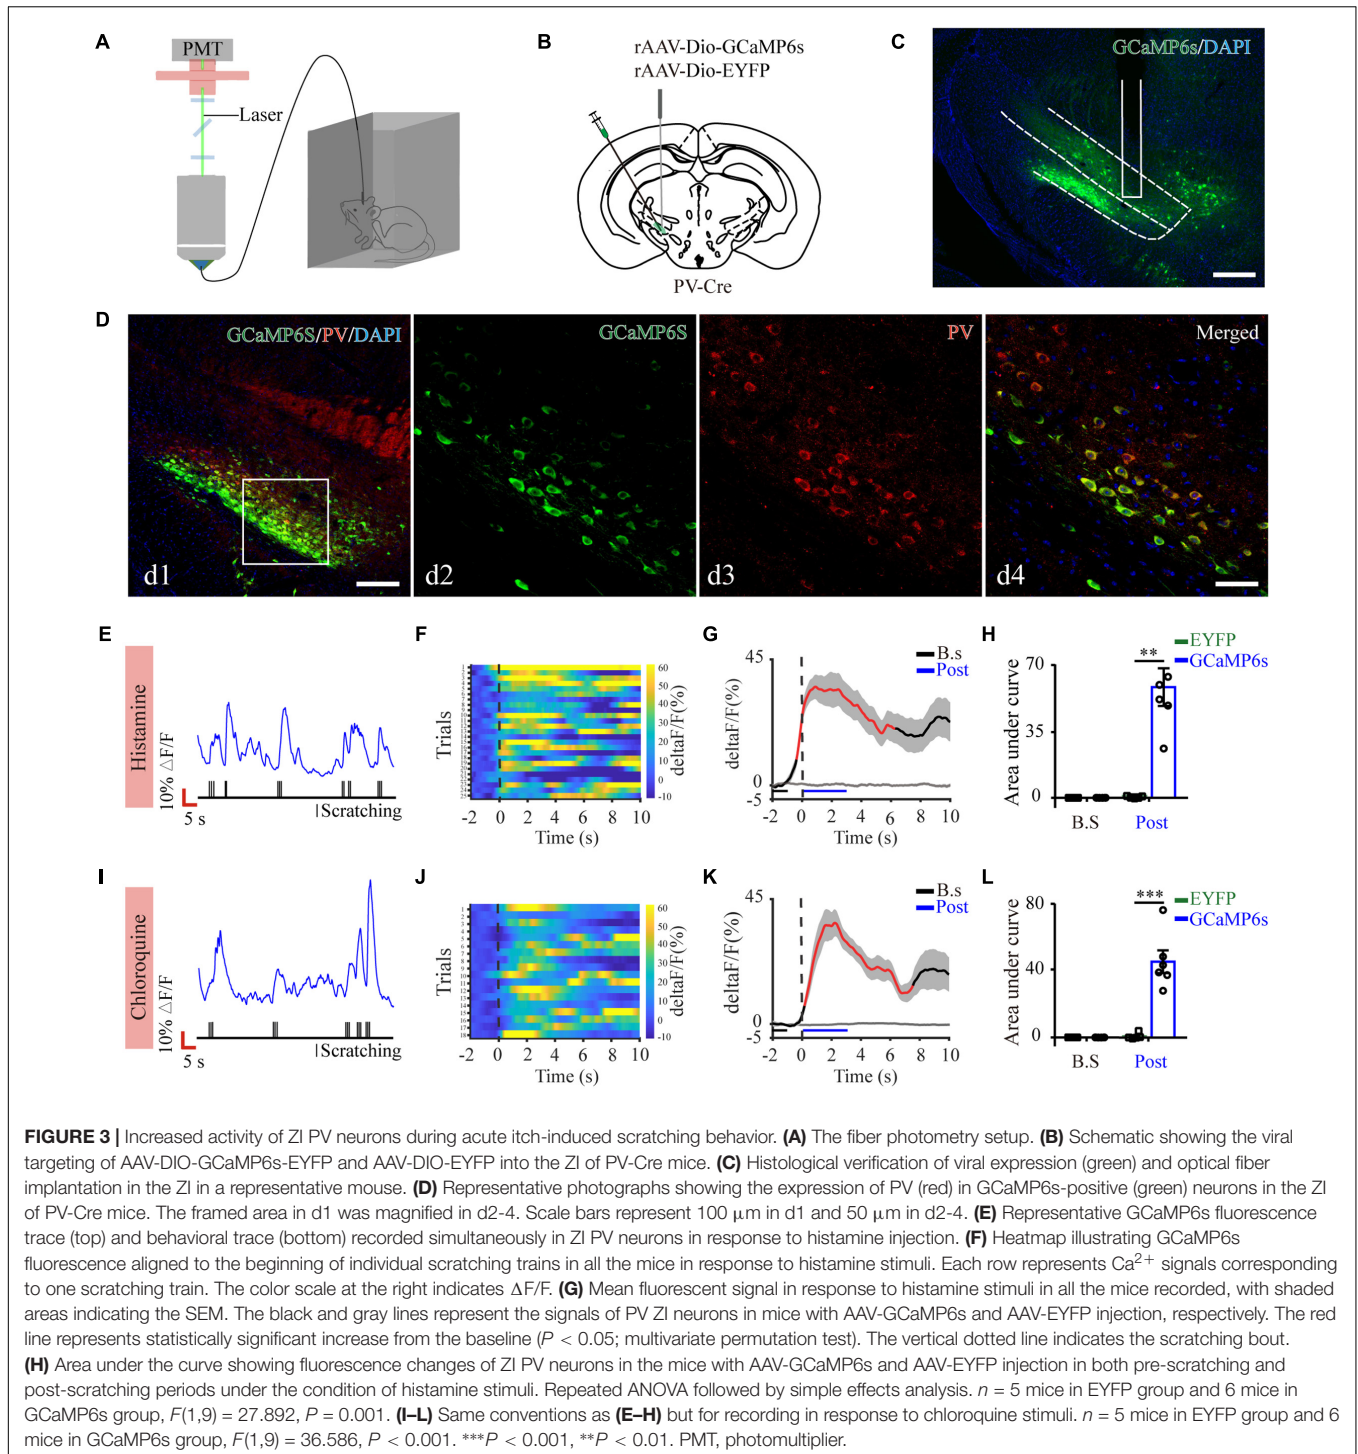 A
PMT
Laser
B
rAAV-Dio-GCaMP6s
rAAV-Dio-EYFP
PV-Cre
C
GCaMP6s/DAPI
D
GCaMP6S/PV/DAPI
d1
GCaMP6S
d2
PV
d3
Merged
d4
E
Histamine
10% △F/F
5 s
Scratching
F
Trials
-2 0 2 4 6 8 10
Time (s)
60
50
40
30
20
10
0
-10
deltaF/F(%)
G
B.s
Post
45
0
-5
deltaF/F(%)
-2 0 2 4 6 8 10
Time (s)
H
EYFP
GCaMP6s
**
70
35
0
Area under curve
B.S Post
I
Chloroquine
10% △F/F
5 s
Scratching
J
Trials
-2 0 2 4 6 8 10
Time (s)
60
50
40
30
20
10
0
-10
deltaF/F(%)
K
B.s
Post
45
0
-5
deltaF/F(%)
-2 0 2 4 6 8 10
Time (s)
L
EYFP
GCaMP6s
***
80
40
0
Area under curve
B.S Post
FIGURE 3 | Increased activity of ZI PV neurons during acute itch-induced scratching behavior. (A) The fiber photometry setup. (B) Schematic showing the viral
targeting of AAV-DIO-GCaMP6s-EYFP and AAV-DIO-EYFP into the ZI of PV-Cre mice. (C) Histological verification of viral expression (green) and optical fiber
implantation in the ZI in a representative mouse. (D) Representative photographs showing the expression of PV (red) in GCaMP6s-positive (green) neurons in the ZI
of PV-Cre mice. The framed area in d1 was magnified in d2-4. Scale bars represent 100 μm in d1 and 50 μm in d2-4. (E) Representative GCaMP6s fluorescence
trace (top) and behavioral trace (bottom) recorded simultaneously in ZI PV neurons in response to histamine injection. (F) Heatmap illustrating GCaMP6s
fluorescence aligned to the beginning of individual scratching trains in all the mice in response to histamine stimuli. Each row represents Ca2+ signals corresponding
to one scratching train. The color scale at the right indicates ΔF/F. (G) Mean fluorescent signal in response to histamine stimuli in all the mice recorded, with shaded
areas indicating the SEM. The black and gray lines represent the signals of PV ZI neurons in mice with AAV-GCaMP6s and AAV-EYFP injection, respectively. The red
line represents statistically significant increase from the baseline (P < 0.05; multivariate permutation test). The vertical dotted line indicates the scratching bout.
(H) Area under the curve showing fluorescence changes of ZI PV neurons in the mice with AAV-GCaMP6s and AAV-EYFP injection in both pre-scratching and
post-scratching periods under the condition of histamine stimuli. Repeated ANOVA followed by simple effects analysis. n = 5 mice in EYFP group and 6 mice in
GCaMP6s group, F(1,9) = 27.892, P = 0.001. (I–L) Same conventions as (E–H) but for recording in response to chloroquine stimuli. n = 5 mice in EYFP group and 6
mice in GCaMP6s group, F(1,9) = 36.586, P < 0.001. ***P < 0.001, **P < 0.01. PMT, photomultiplier.